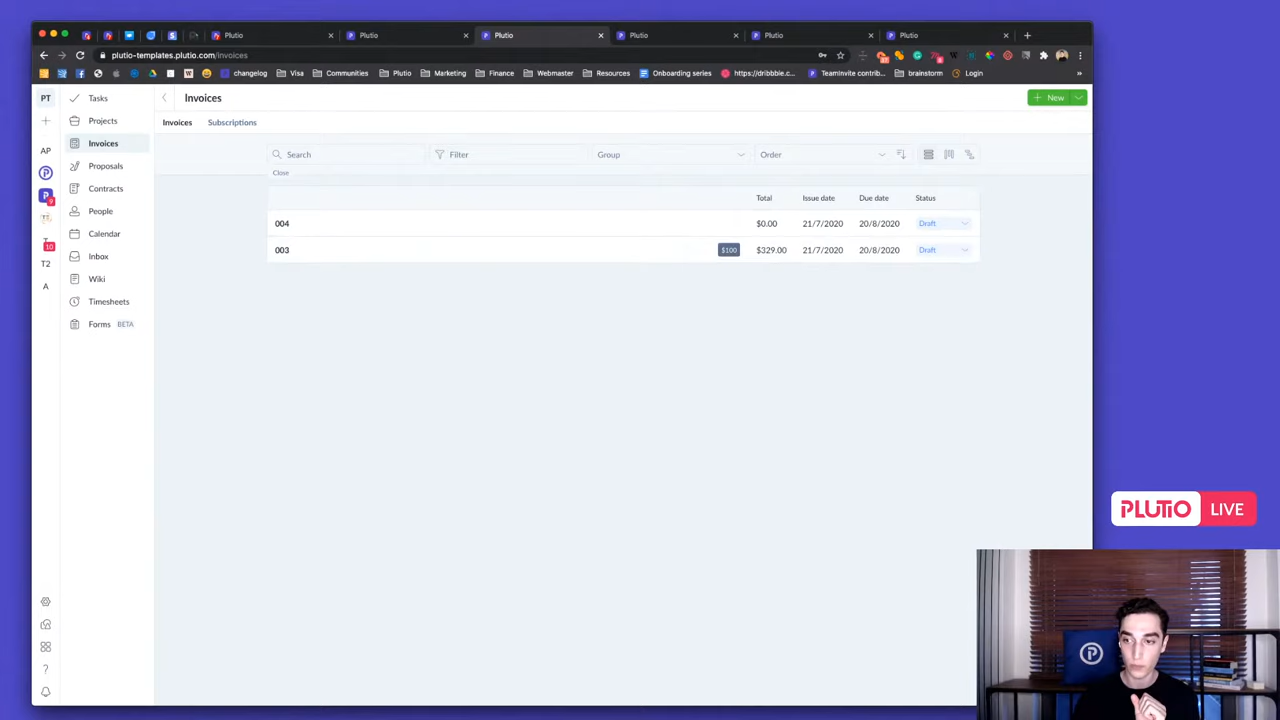 Plutio
Plutio
Plutio
Plutio
Plutio
Plutio
plutio-templates.plutio.com/invoices
changelog
Visa
Communities
Plutio
Marketing
Finance
Webmaster
Resources
Onboarding series
https://dribbble.c...
TeamInvite contrib...
brainstorm
Login
»
PT
AP
9
10
T2
A
Tasks
Projects
Invoices
Proposals
Contracts
People
Calendar
Inbox
Wiki
Timesheets
Forms BETA
Invoices
New
Invoices Subscriptions
Search Filter Group Order
Close
Total Issue date Due date Status
004 $0.00 21/7/2020 20/8/2020 Draft
003 $100 $329.00 21/7/2020 20/8/2020 Draft
PLUTIO LIVE